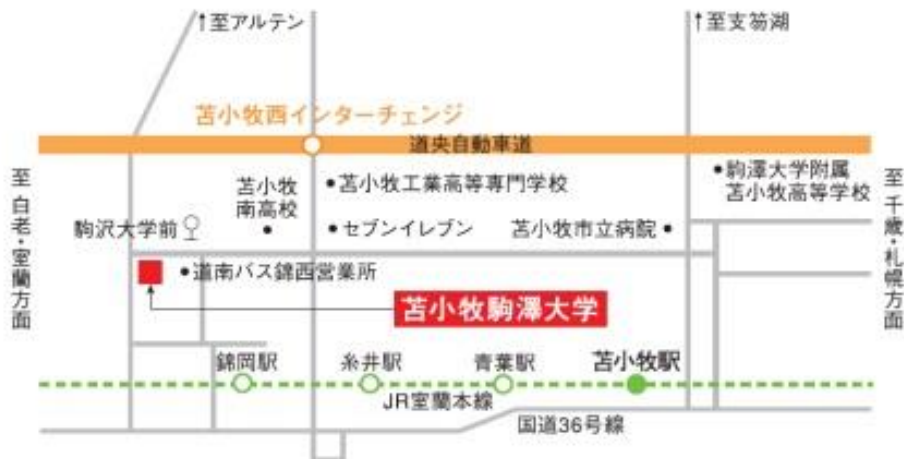 ↑至アルテン
↑至支笏湖
苫小牧西インターチェンジ
道央自動車道
至 白老・室蘭方面
至 千歳・札幌方面
苫小牧
南高校
•苫小牧工業高等専門学校
•駒澤大学附属
苫小牧高等学校
駒沢大学前
•セブンイレブン
苫小牧市立病院•
•道南バス錦西営業所
苫小牧駒澤大学
錦岡駅
糸井駅
青葉駅
苫小牧駅
JR室蘭本線
国道36号線